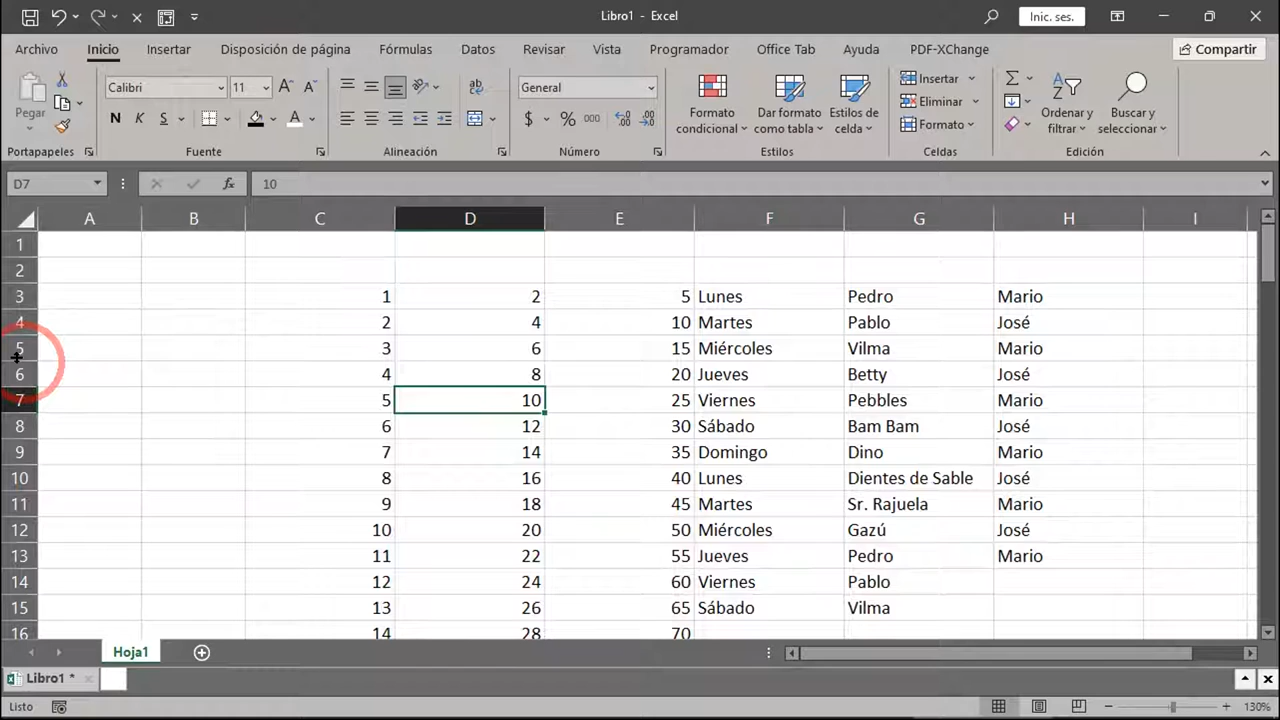 Libro1 - Excel
Inic. ses.
Archivo Inicio Insertar Disposición de página Fórmulas Datos Revisar Vista Programador Office Tab Ayuda PDF-XChange Compartir
Pegar
Portapapeles
Calibri 11
N K S
Fuente
ab
Alineación
General
$ % 000
Número
Formato condicional
Dar formato como tabla
Estilos de celda
Estilos
Insertar
Eliminar
Formato
Celdas
Ordenar y filtrar
Buscar y seleccionar
Edición
D7 fx 10
A B C D E F G H I
1
2
3 1 2 5 Lunes Pedro Mario
4 2 4 10 Martes Pablo José
5 3 6 15 Miércoles Vilma Mario
6 4 8 20 Jueves Betty José
7 5 10 25 Viernes Pebbles Mario
8 6 12 30 Sábado Bam Bam José
9 7 14 35 Domingo Dino Mario
10 8 16 40 Lunes Dientes de Sable José
11 9 18 45 Martes Sr. Rajuela Mario
12 10 20 50 Miércoles Gazú José
13 11 22 55 Jueves Pedro Mario
14 12 24 60 Viernes Pablo
15 13 26 65 Sábado Vilma
16 14 28 70
Hoja1
Libro1 *
Listo 130%